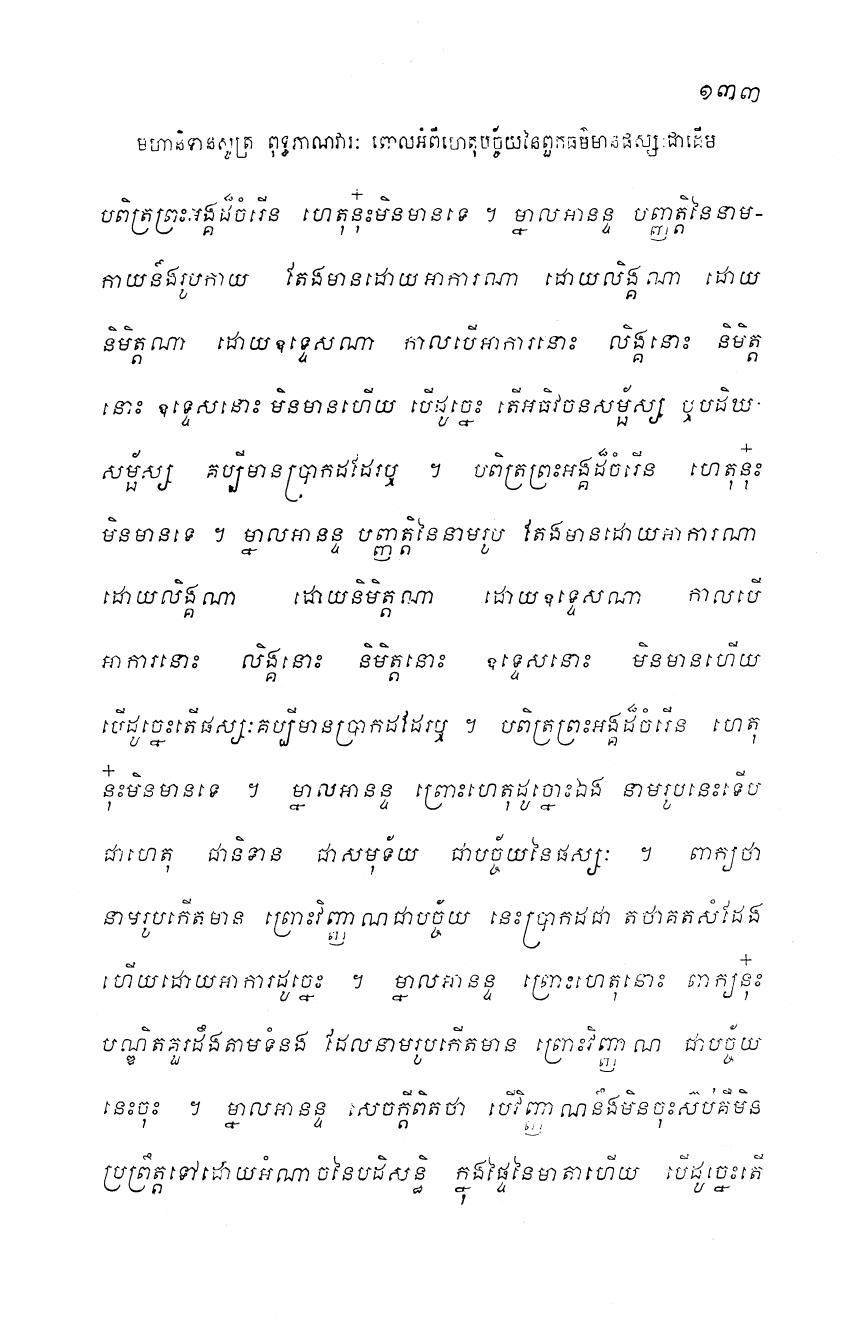 ១៣៣
មហានិទានសូត្រ ពុទ្ធភាណវារៈ ពោលអំពីហេតុបច្ច័យនៃពួកធម៌មានផស្សៈជាដើម
បពិត្រព្រះអង្គដ៏ចំរើន ហេតុនុ៎ះមិនមានទេ ។ ម្នាលអានន្ទ បញ្ញត្តិនៃនាម-
កាយនឹងរូបកាយ តែងមានដោយអាការណា ដោយលិង្គណា ដោយ
និមិត្តណា ដោយឧទ្ទេសណា កាលបើអាការនោះ លិង្គនោះ និមិត្ត
នោះ ឧទ្ទេសនោះ មិនមានហើយ បើដូច្នេះ តើអធិវចនសម្ផ័ស្ស ឬបដិឃ-
សម្ផ័ស្ស គប្បីមានប្រាកដដែរឬ ។ បពិត្រព្រះអង្គដ៏ចំរើន ហេតុនុ៎ះ
មិនមានទេ ។ ម្នាលអានន្ទ បញ្ញត្តិនៃនាមរូប តែងមានដោយអាការណា
ដោយលិង្គណា ដោយនិមិត្តណា ដោយឧទ្ទេសណា កាលបើ
អាការនោះ លិង្គនោះ និមិត្តនោះ ឧទ្ទេសនោះ មិនមានហើយ
បើដូច្នេះតើផស្សៈគប្បីមានប្រាកដដែរឬ ។ បពិត្រព្រះអង្គដ៏ចំរើន ហេតុ
នុ៎ះមិនមានទេ ។ ម្នាលអានន្ទ ព្រោះហេតុដូច្នោះឯង នាមរូបនេះទើប
ជាហេតុ ជានិទាន ជាសមុទ័យ ជាបច្ច័យនៃផស្សៈ ។ ពាក្យថា
នាមរូបកើតមាន ព្រោះវិញ្ញាណជាបច្ច័យ នេះប្រាកដជា តថាគតសំដែង
ហើយដោយអាការដូច្នេះ ។ ម្នាលអានន្ទ ព្រោះហេតុនោះ ពាក្យនុ៎ះ
បណ្ឌិតគួរដឹងតាមទំនង ដែលនាមរូបកើតមាន ព្រោះវិញ្ញាណ ជាបច្ច័យ
នេះចុះ ។ ម្នាលអានន្ទ សេចក្តីពិតថា បើវិញ្ញាណនឹងមិនចុះស៊ប់គឺមិន
ប្រព្រឹត្តទៅដោយអំណាចនៃបដិសន្ធិ ក្នុងផ្ទៃនៃមាតាហើយ បើដូច្នេះតើ